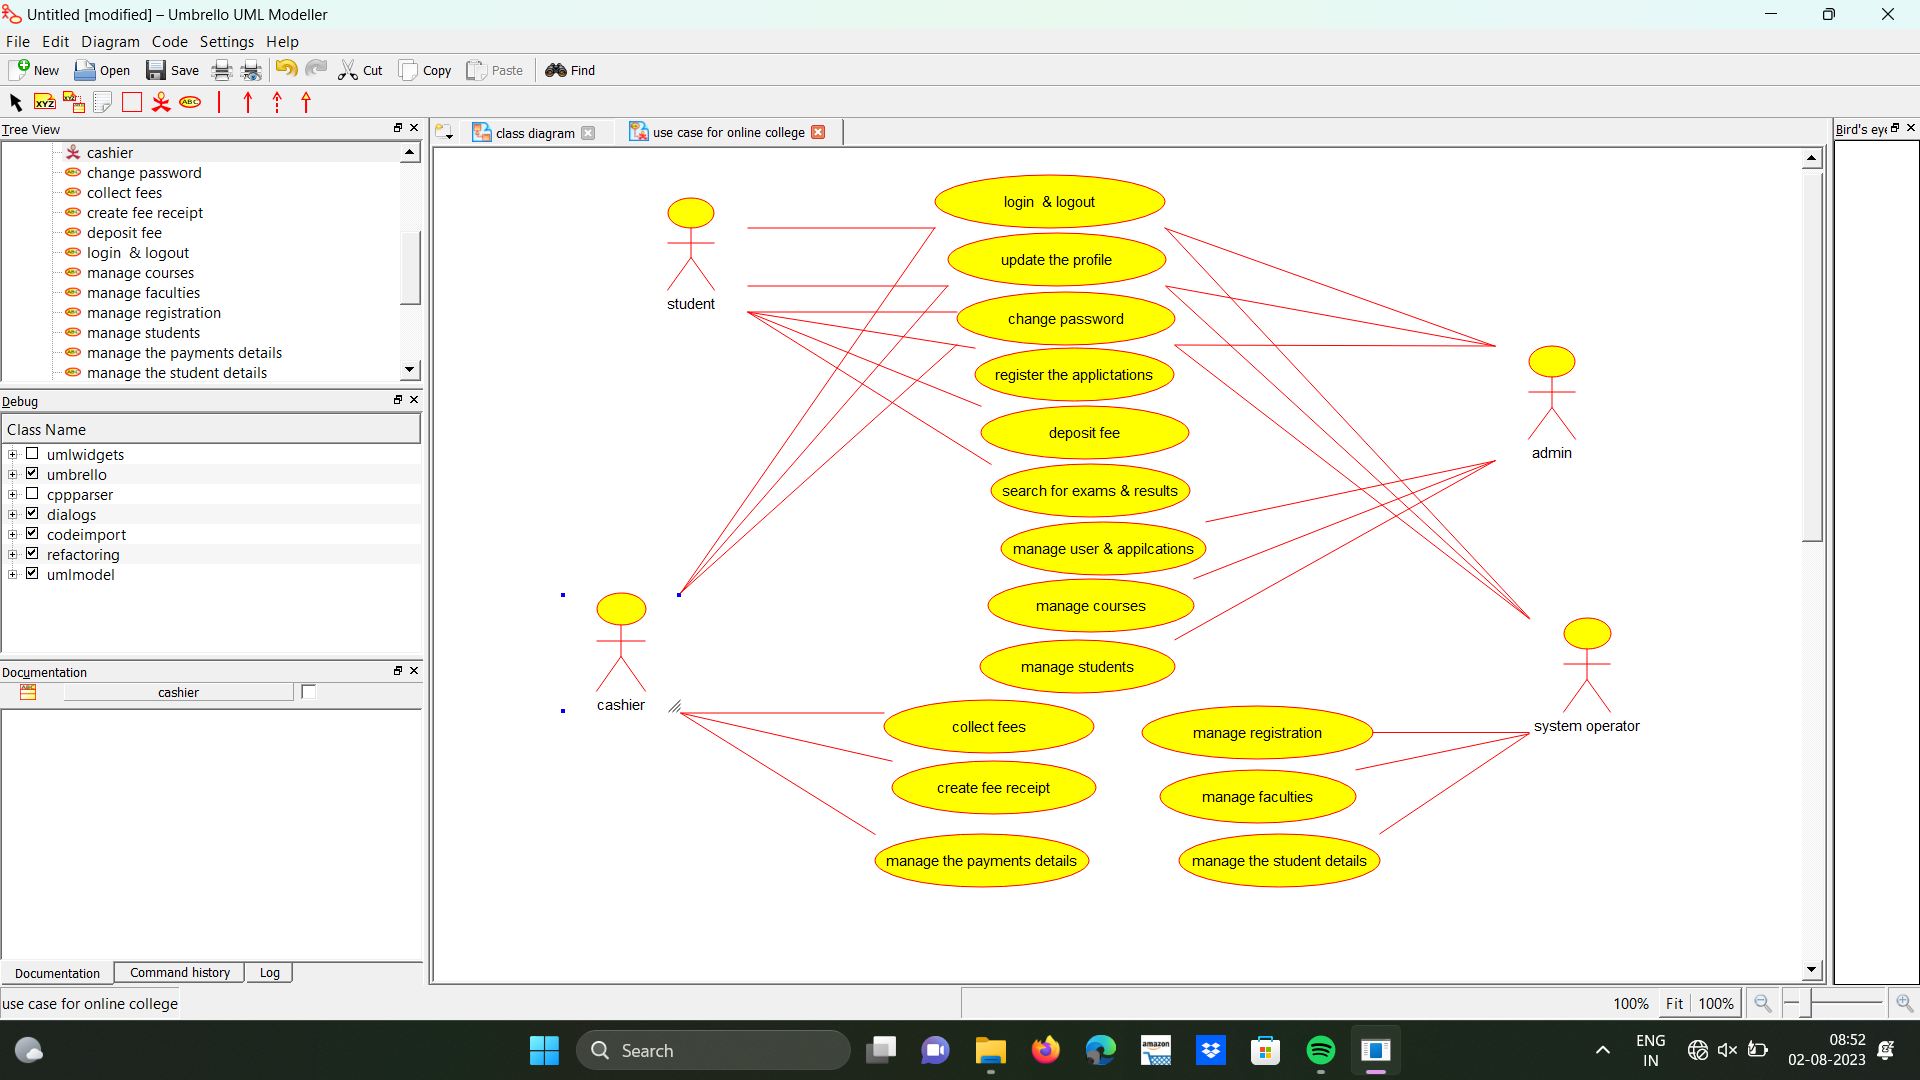 Untitled [modified] – Umbrello UML Modeller
File Edit Diagram Code Settings Help
New Open Save Cut Copy Paste Find
XYZ XYZ ABC
Tree View
cashier
change password
collect fees
create fee receipt
deposit fee
login & logout
manage courses
manage faculties
manage registration
manage students
manage the payments details
manage the student details
Debug
Class Name
umlwidgets
umbrello
cppparser
dialogs
codeimport
refactoring
umlmodel
Documentation
cashier
Documentation Command history Log
class diagram use case for online college
Bird's eye
login & logout
update the profile
student
change password
register the applictations
deposit fee
admin
search for exams & results
manage user & appilcations
manage courses
manage students
cashier
collect fees
manage registration
system operator
create fee receipt
manage faculties
manage the payments details
manage the student details
use case for online college
100% Fit 100%
Search
amazon
ENG
IN
08:52
02-08-2023